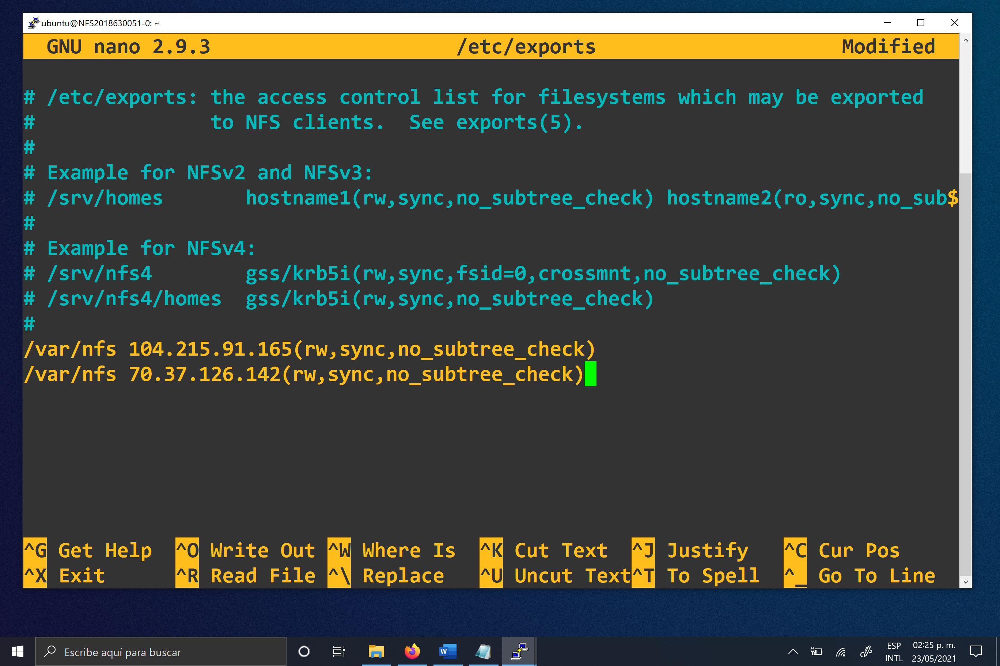 ubuntu@NFS2018630051-0: ~
GNU nano 2.9.3 /etc/exports Modified
# /etc/exports: the access control list for filesystems which may be exported
# to NFS clients.  See exports(5).
#
# Example for NFSv2 and NFSv3:
# /srv/homes       hostname1(rw,sync,no_subtree_check) hostname2(ro,sync,no_sub$
#
# Example for NFSv4:
# /srv/nfs4        gss/krb5i(rw,sync,fsid=0,crossmnt,no_subtree_check)
# /srv/nfs4/homes  gss/krb5i(rw,sync,no_subtree_check)
#
/var/nfs 104.215.91.165(rw,sync,no_subtree_check)
/var/nfs 70.37.126.142(rw,sync,no_subtree_check)
^G Get Help ^O Write Out ^W Where Is ^K Cut Text ^J Justify ^C Cur Pos
^X Exit ^R Read File ^\ Replace ^U Uncut Text ^T To Spell ^_ Go To Line
Escribe aquí para buscar
W
ESP 02:25 p. m.
INTL 23/05/2021